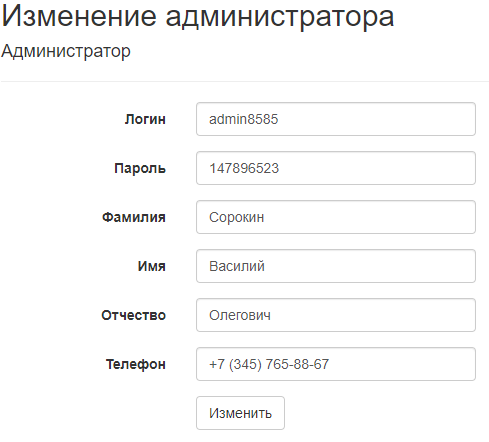 Изменение администратора
Администратор
Логин admin8585
Пароль 147896523
Фамилия Сорокин
Имя Василий
Отчество Олегович
Телефон +7 (345) 765-88-67
Изменить